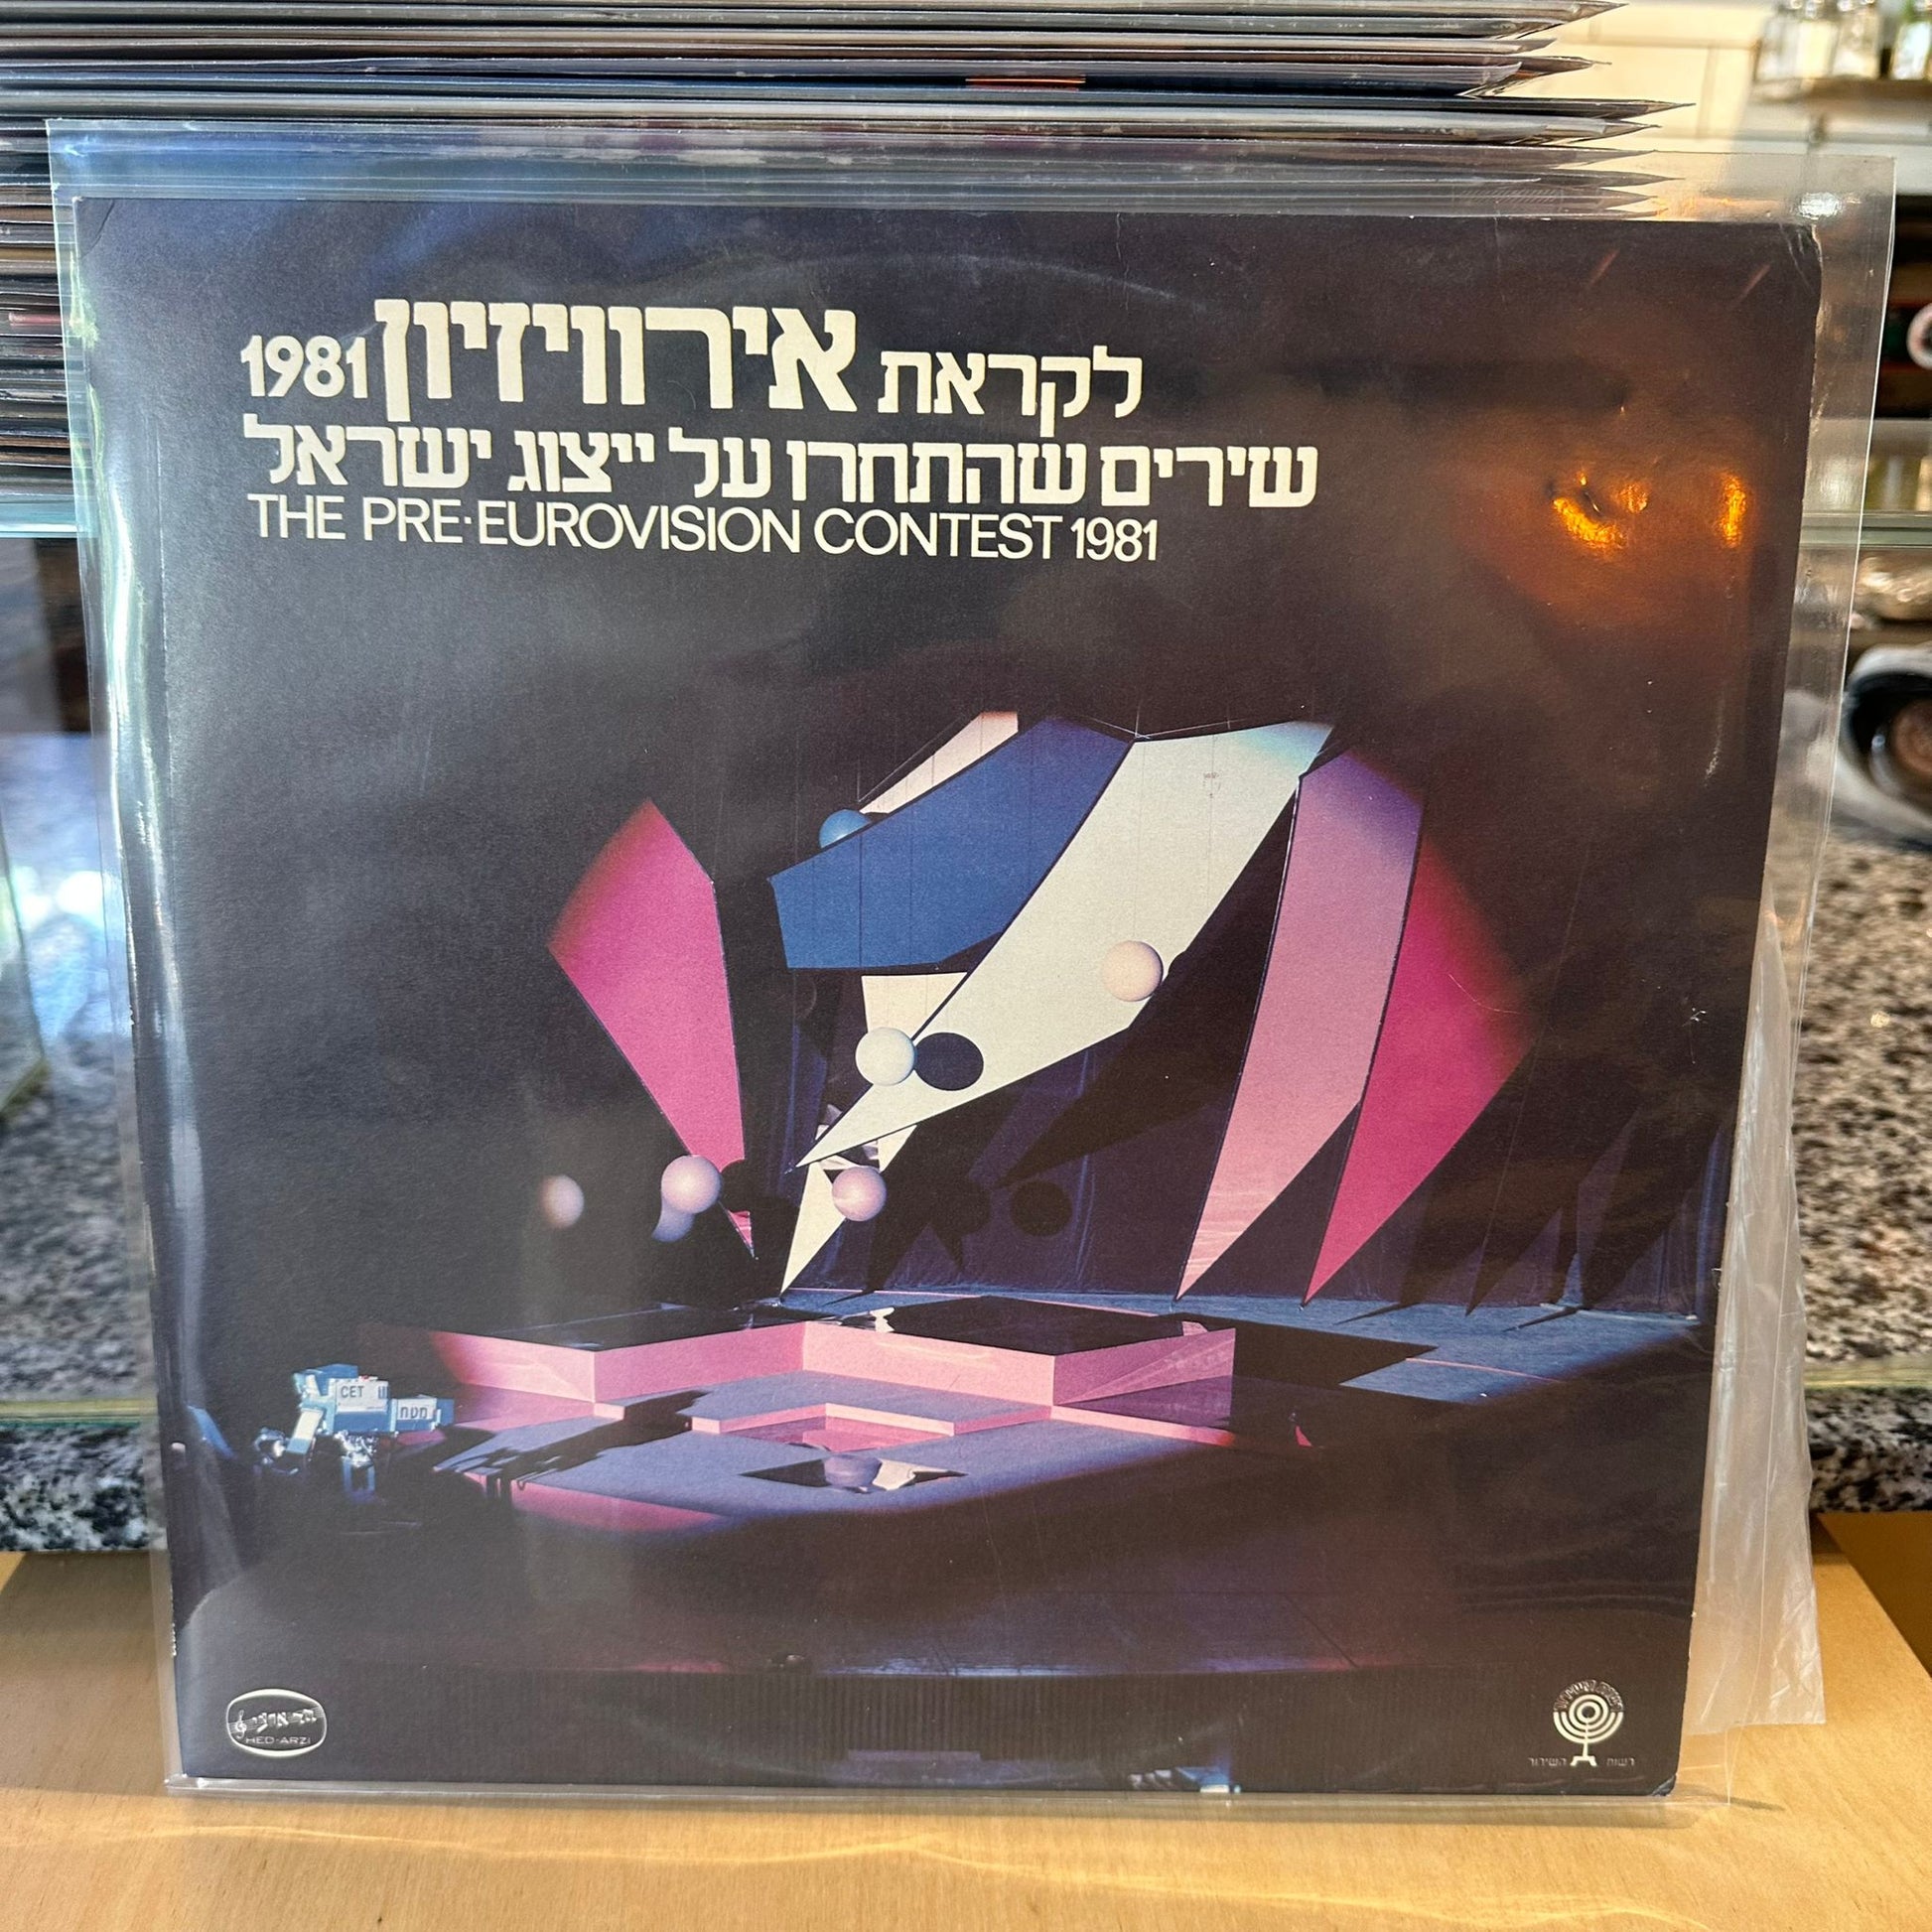 לקראת אירוויזיון 1981
שירים שהתחרו על ייצוג ישראל
THE PRE-EUROVISION CONTEST 1981
CET
מטח
הד ארצי
HED-ARZI
רשות השידור